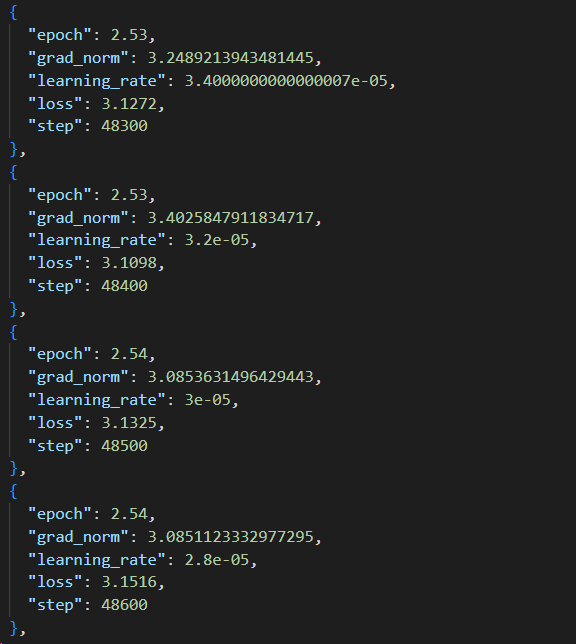 {
"epoch": 2.53,
"grad_norm": 3.2489213943481445,
"learning_rate": 3.4000000000000007e-05,
"loss": 3.1272,
"step": 48300
},
{
"epoch": 2.53,
"grad_norm": 3.4025847911834717,
"learning_rate": 3.2e-05,
"loss": 3.1098,
"step": 48400
},
{
"epoch": 2.54,
"grad_norm": 3.0853631496429443,
"learning_rate": 3e-05,
"loss": 3.1325,
"step": 48500
},
{
"epoch": 2.54,
"grad_norm": 3.0851123332977295,
"learning_rate": 2.8e-05,
"loss": 3.1516,
"step": 48600
},